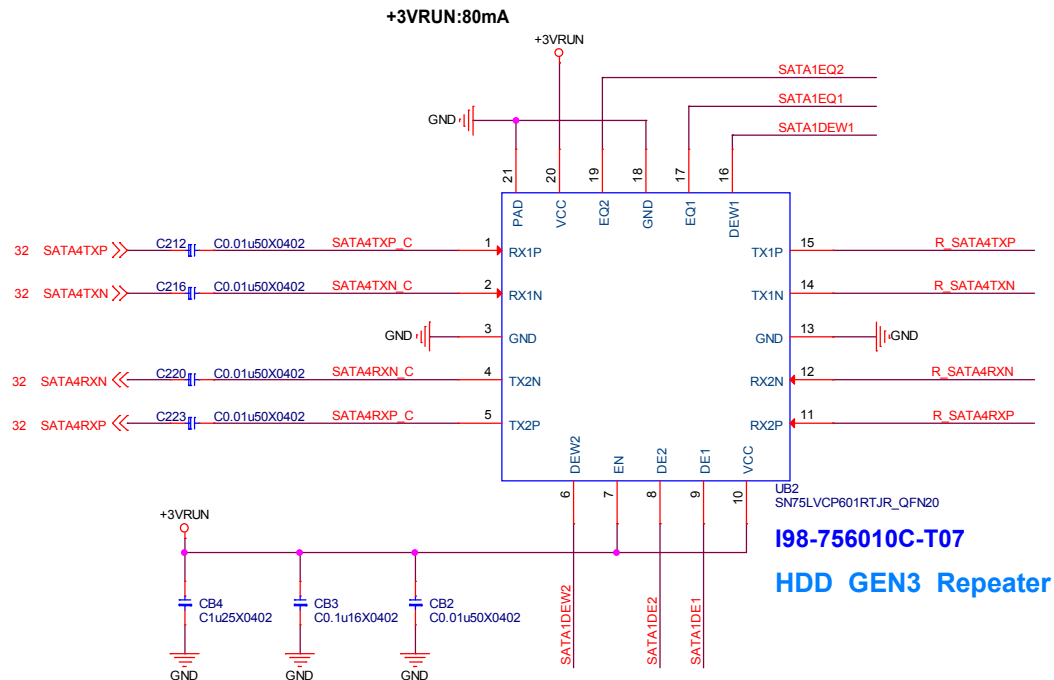 +3VRUN:80mA
+3VRUN
SATA1EQ2
SATA1EQ1
SATA1DEW1
GND
21
20
19
18
17
16
PAD
VCC
EQ2
GND
EQ1
DEW1
32 SATA4TXP C212 C0.01u50X0402 SATA4TXP_C 1 RX1P TX1P 15 R_SATA4TXP
32 SATA4TXN C216 C0.01u50X0402 SATA4TXN_C 2 RX1N TX1N 14 R_SATA4TXN
GND 3 GND GND 13 GND
32 SATA4RXN C220 C0.01u50X0402 SATA4RXN_C 4 TX2N RX2N 12 R_SATA4RXN
32 SATA4RXP C223 C0.01u50X0402 SATA4RXP_C 5 TX2P RX2P 11 R_SATA4RXP
DEW2
EN
DE2
DE1
VCC
6
7
8
9
10
UB2
SN75LVCP601RTJR_QFN20
I98-756010C-T07
HDD GEN3 Repeater
+3VRUN
CB4
C1u25X0402
CB3
C0.1u16X0402
CB2
C0.01u50X0402
GND
GND
GND
SATA1DEW2
SATA1DE2
SATA1DE1